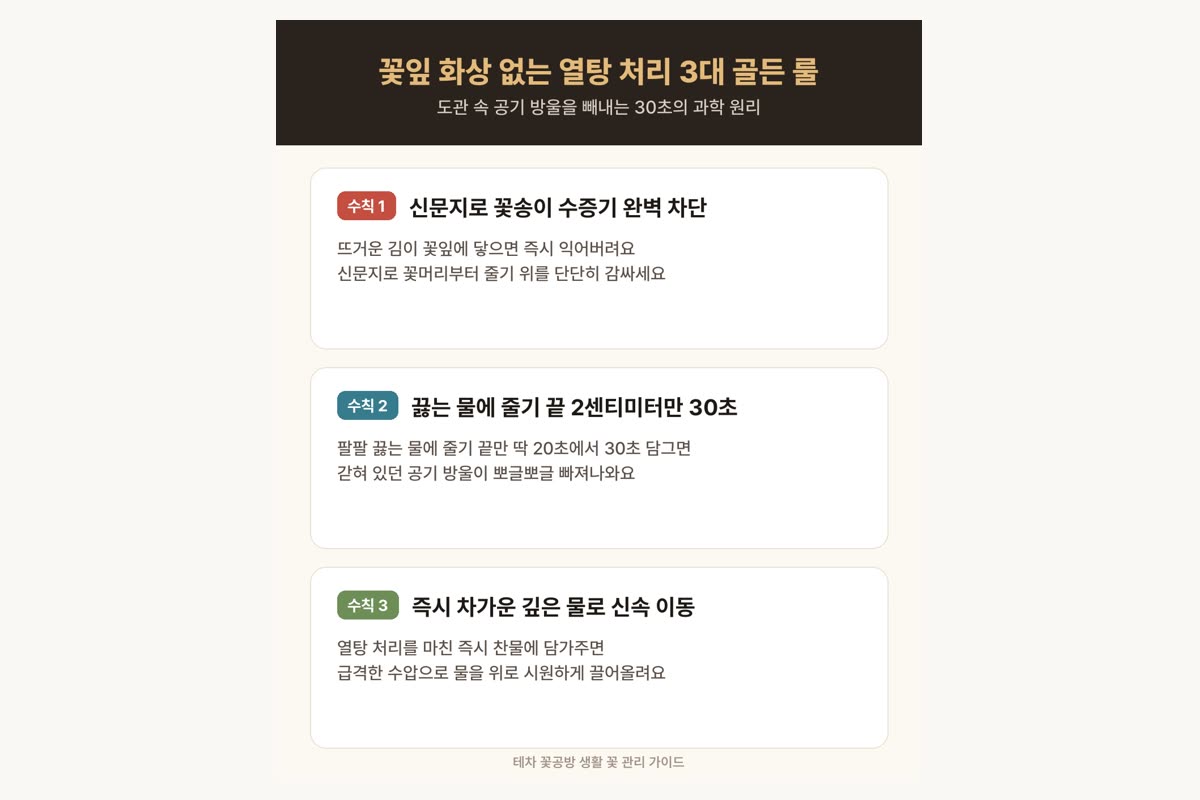 꽃잎 화상 없는 열탕 처리 3대 골든 룰
도관 속 공기 방울을 빼내는 30초의 과학 원리
수칙 1 신문지로 꽃송이 수증기 완벽 차단
뜨거운 김이 꽃잎에 닿으면 즉시 익어버려요
신문지로 꽃머리부터 줄기 위를 단단히 감싸세요
수칙 2 끓는 물에 줄기 끝 2센티미터만 30초
팔팔 끓는 물에 줄기 끝만 딱 20초에서 30초 담그면
갇혀 있던 공기 방울이 뽀글뽀글 빠져나와요
수칙 3 즉시 차가운 깊은 물로 신속 이동
열탕 처리를 마친 즉시 찬물에 담가주면
급격한 수압으로 물을 위로 시원하게 끌어올려요
테차 꽃공방 생활 꽃 관리 가이드